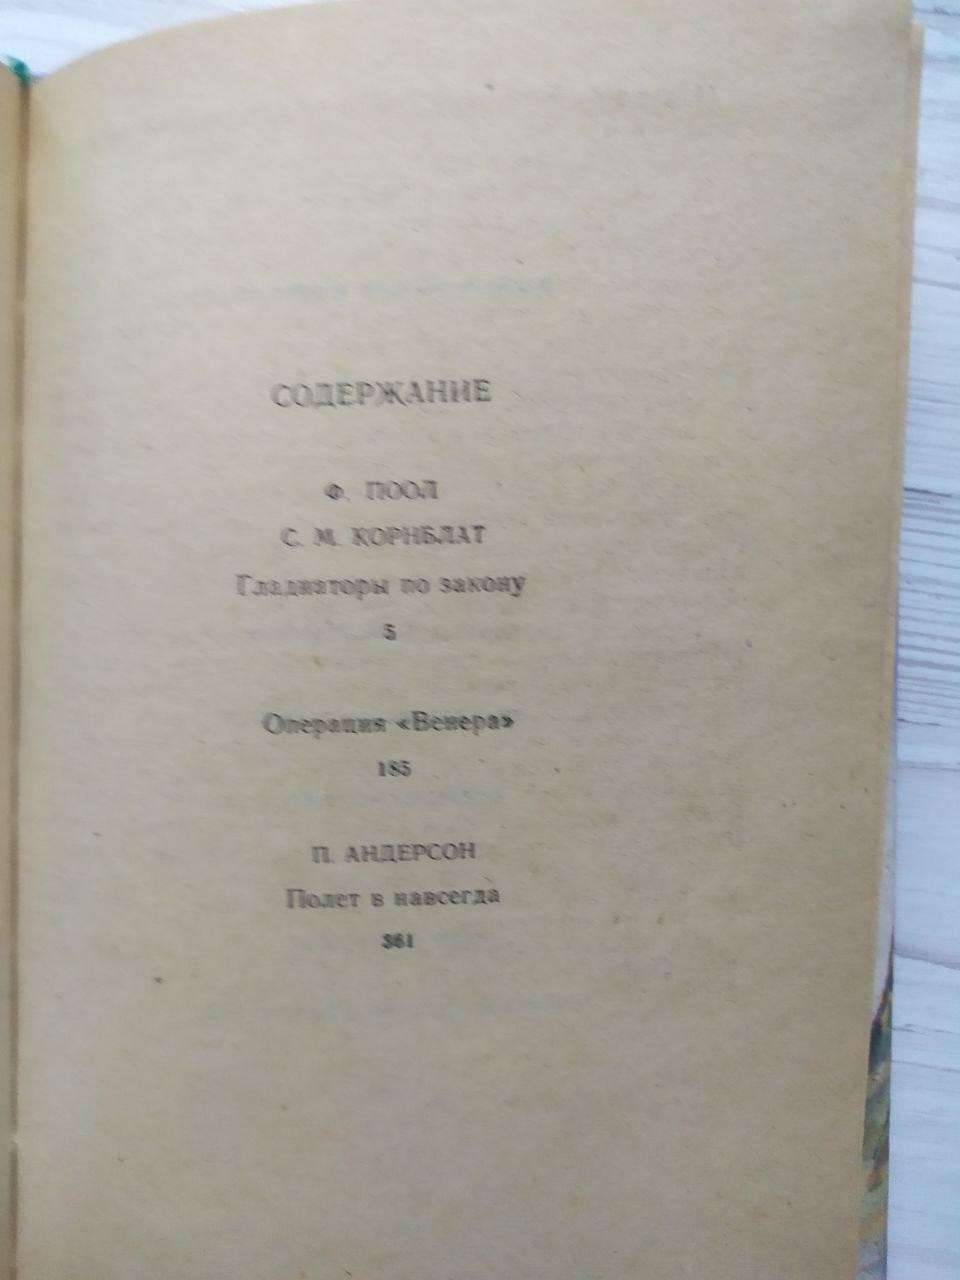 СОДЕРЖАНИЕ
Ф. ПООЛ
С. М. КОРНБЛАТ
Гладиаторы по закону
5
Операция «Венера»
185
П. АНДЕРСОН
Полет в навсегда
361